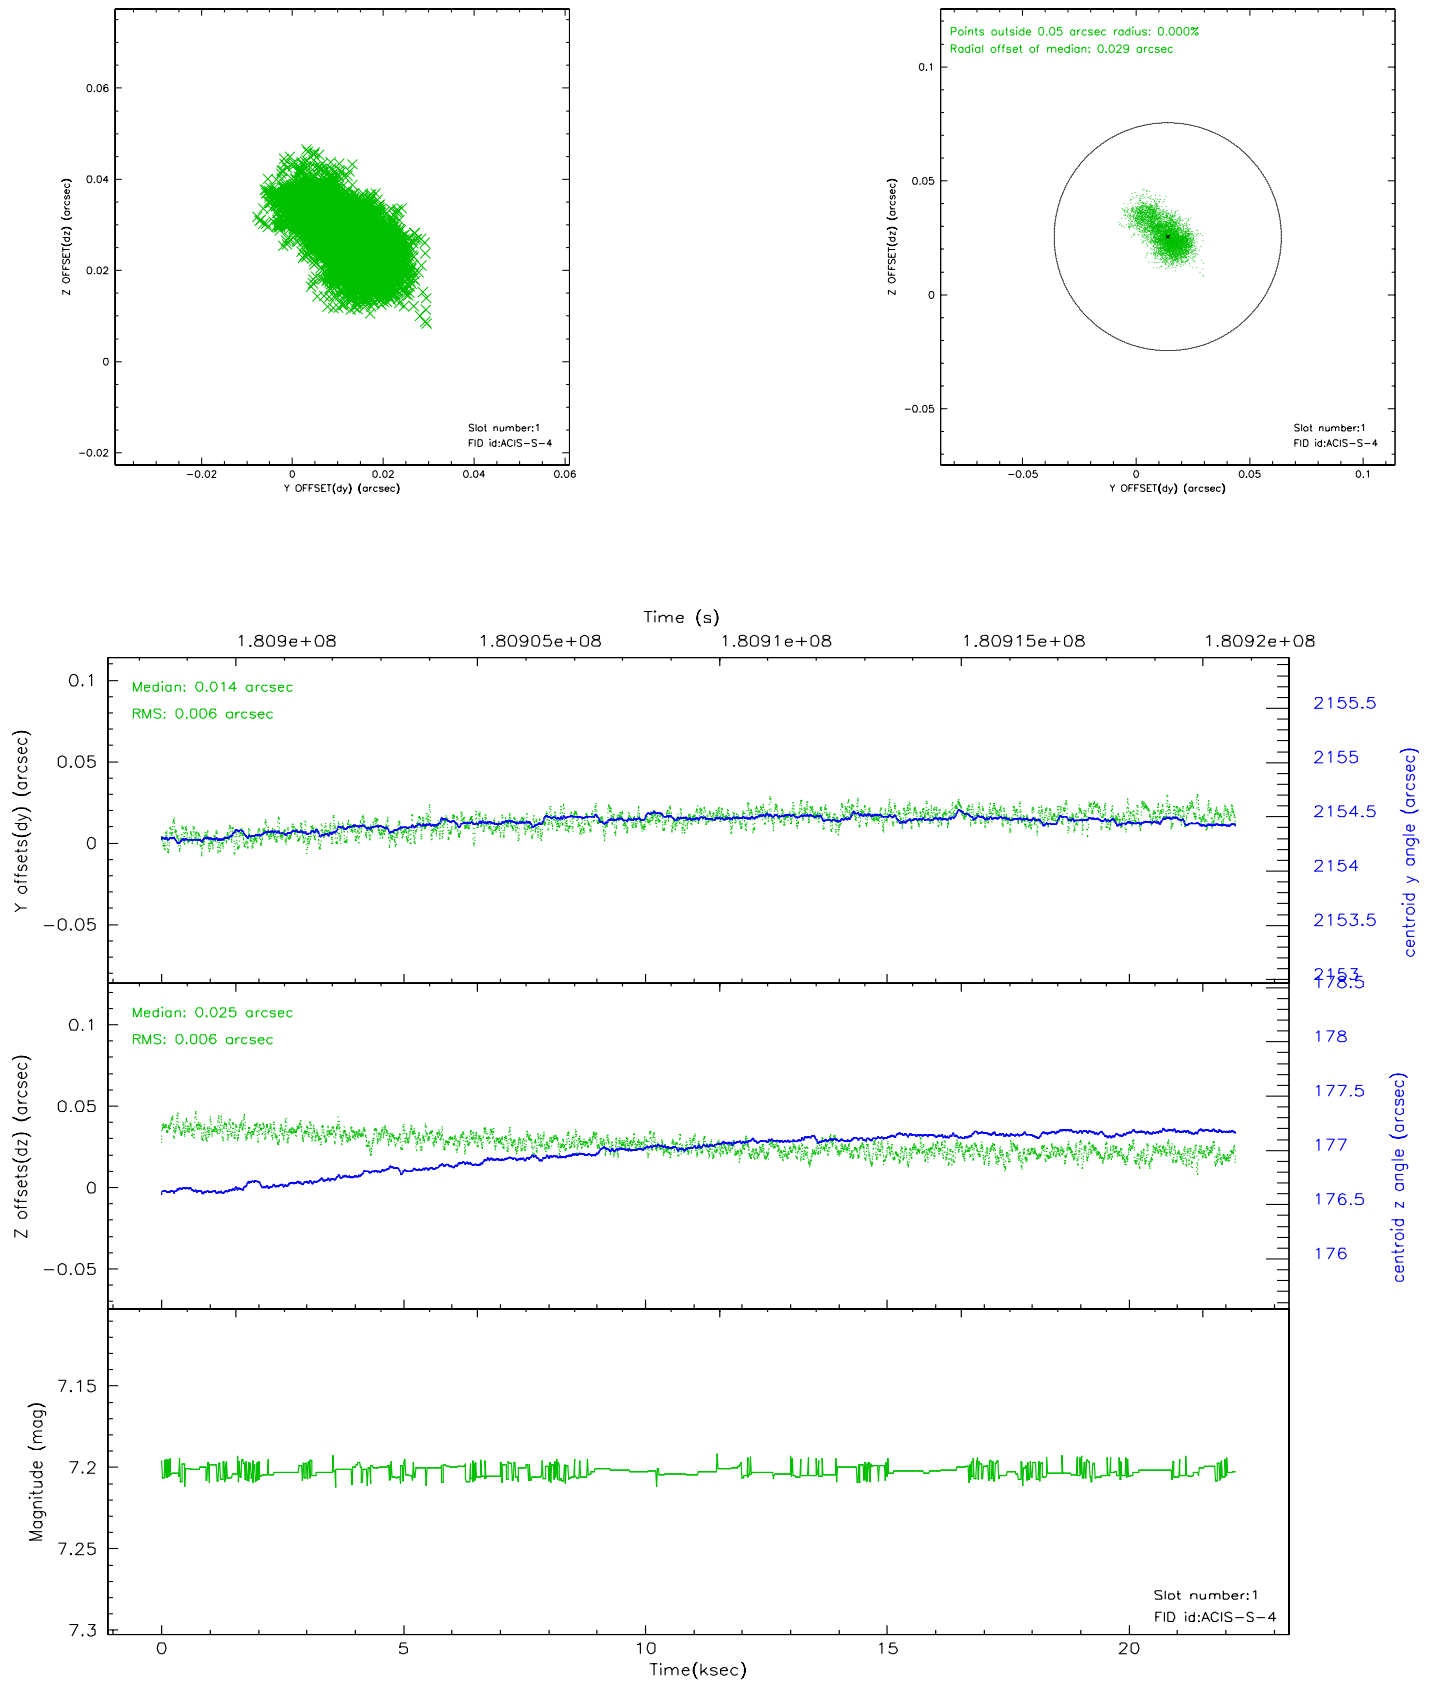 0.06
0.04
0.02
0
-0.02
Z OFFSET(dz) (arcsec)
Slot number:1
FID id:ACIS-S-4
-0.02 0 0.02 0.04 0.06
Y OFFSET(dy) (arcsec)
Points outside 0.05 arcsec radius: 0.000%
Radial offset of median: 0.029 arcsec
0.1
0.05
0
-0.05
Z OFFSET(dz) (arcsec)
Slot number:1
FID id:ACIS-S-4
-0.05 0 0.05 0.1
Y OFFSET(dy) (arcsec)
Time (s)
1.809e+08 1.80905e+08 1.8091e+08 1.80915e+08 1.8092e+08
Median: 0.014 arcsec
RMS: 0.006 arcsec
0.1
0.05
0
-0.05
Y offsets(dy) (arcsec)
2155.5
2155
2154.5
2154
2153.5
2153
centroid y angle (arcsec)
Median: 0.025 arcsec
RMS: 0.006 arcsec
0.1
0.05
0
-0.05
Z offsets(dz) (arcsec)
178.5
178
177.5
177
176.5
176
centroid z angle (arcsec)
7.15
7.2
7.25
7.3
Magnitude (mag)
Slot number:1
FID id:ACIS-S-4
0 5 10 15 20
Time(ksec)